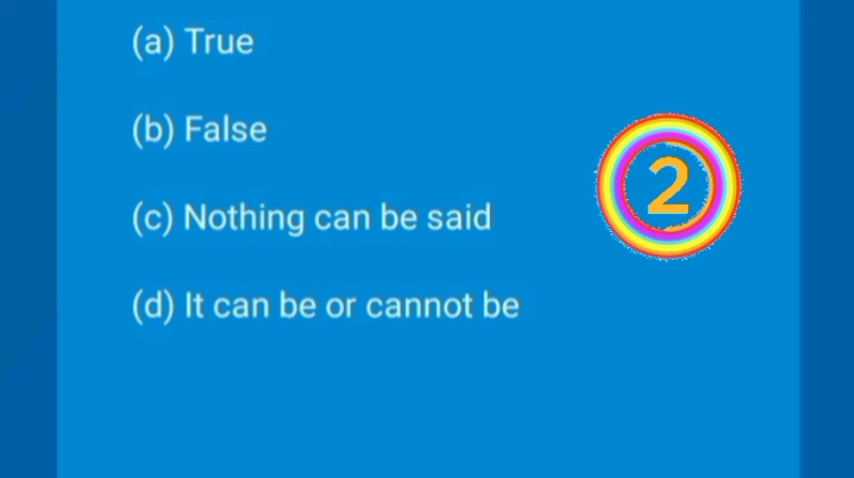 (a) True
(b) False
2
(c) Nothing can be said
(d) It can be or cannot be